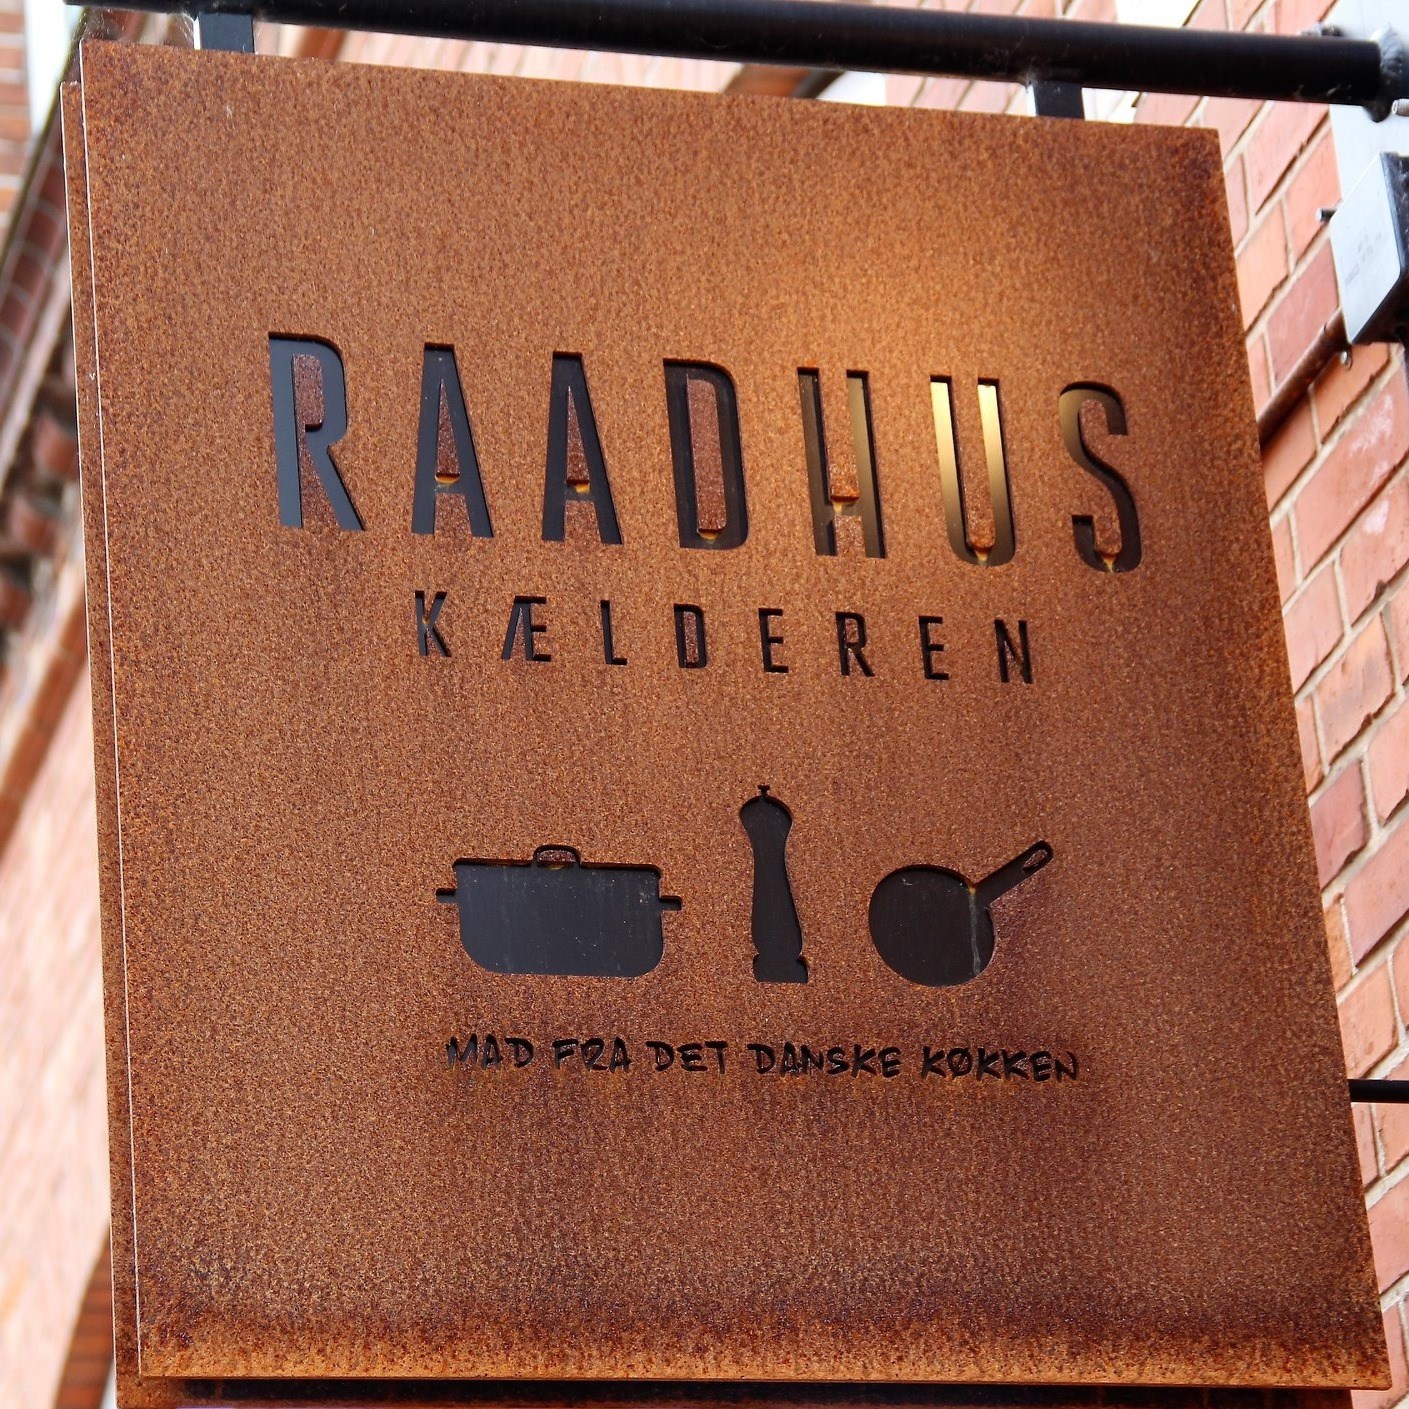 RAADHUS
KÆLDEREN
MAD FRA DET DANSKE KØKKEN